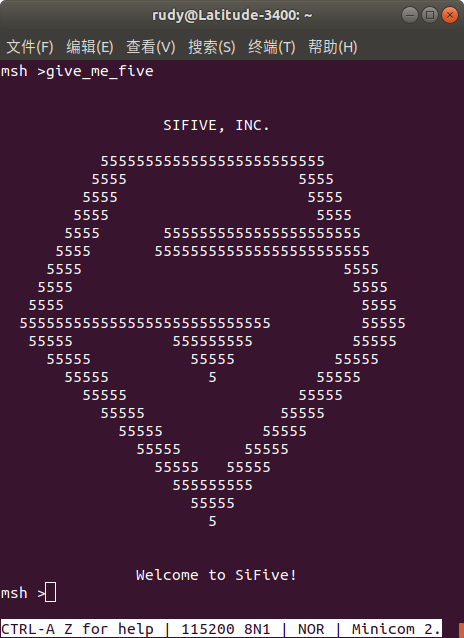 rudy@Latitude-3400: ~
文件(F) 编辑(E) 查看(V) 搜索(S) 终端(T) 帮助(H)
msh >give_me_five
                  SIFIVE, INC.
           5555555555555555555555555
          5555                   5555
         5555                     5555
        5555                       5555
       5555       5555555555555555555555
      5555       555555555555555555555555
     5555                             5555
    5555                               5555
   5555                                 5555
  5555555555555555555555555555          55555
   55555           555555555           55555
     55555           55555           55555
       55555           5           55555
         55555                   55555
           55555               55555
             55555           55555
               55555       55555
                 55555   55555
                   555555555
                     55555
                       5
               Welcome to SiFive!
msh >
CTRL-A Z for help | 115200 8N1 | NOR | Minicom 2.